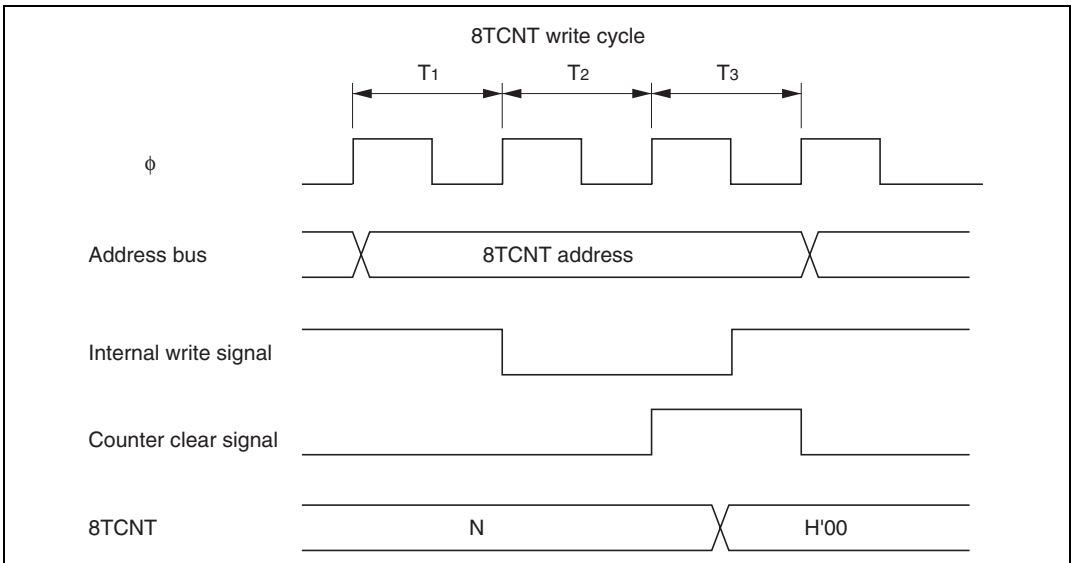 8TCNT write cycle
T1 T2 T3
φ
Address bus 8TCNT address
Internal write signal
Counter clear signal
8TCNT N H'00